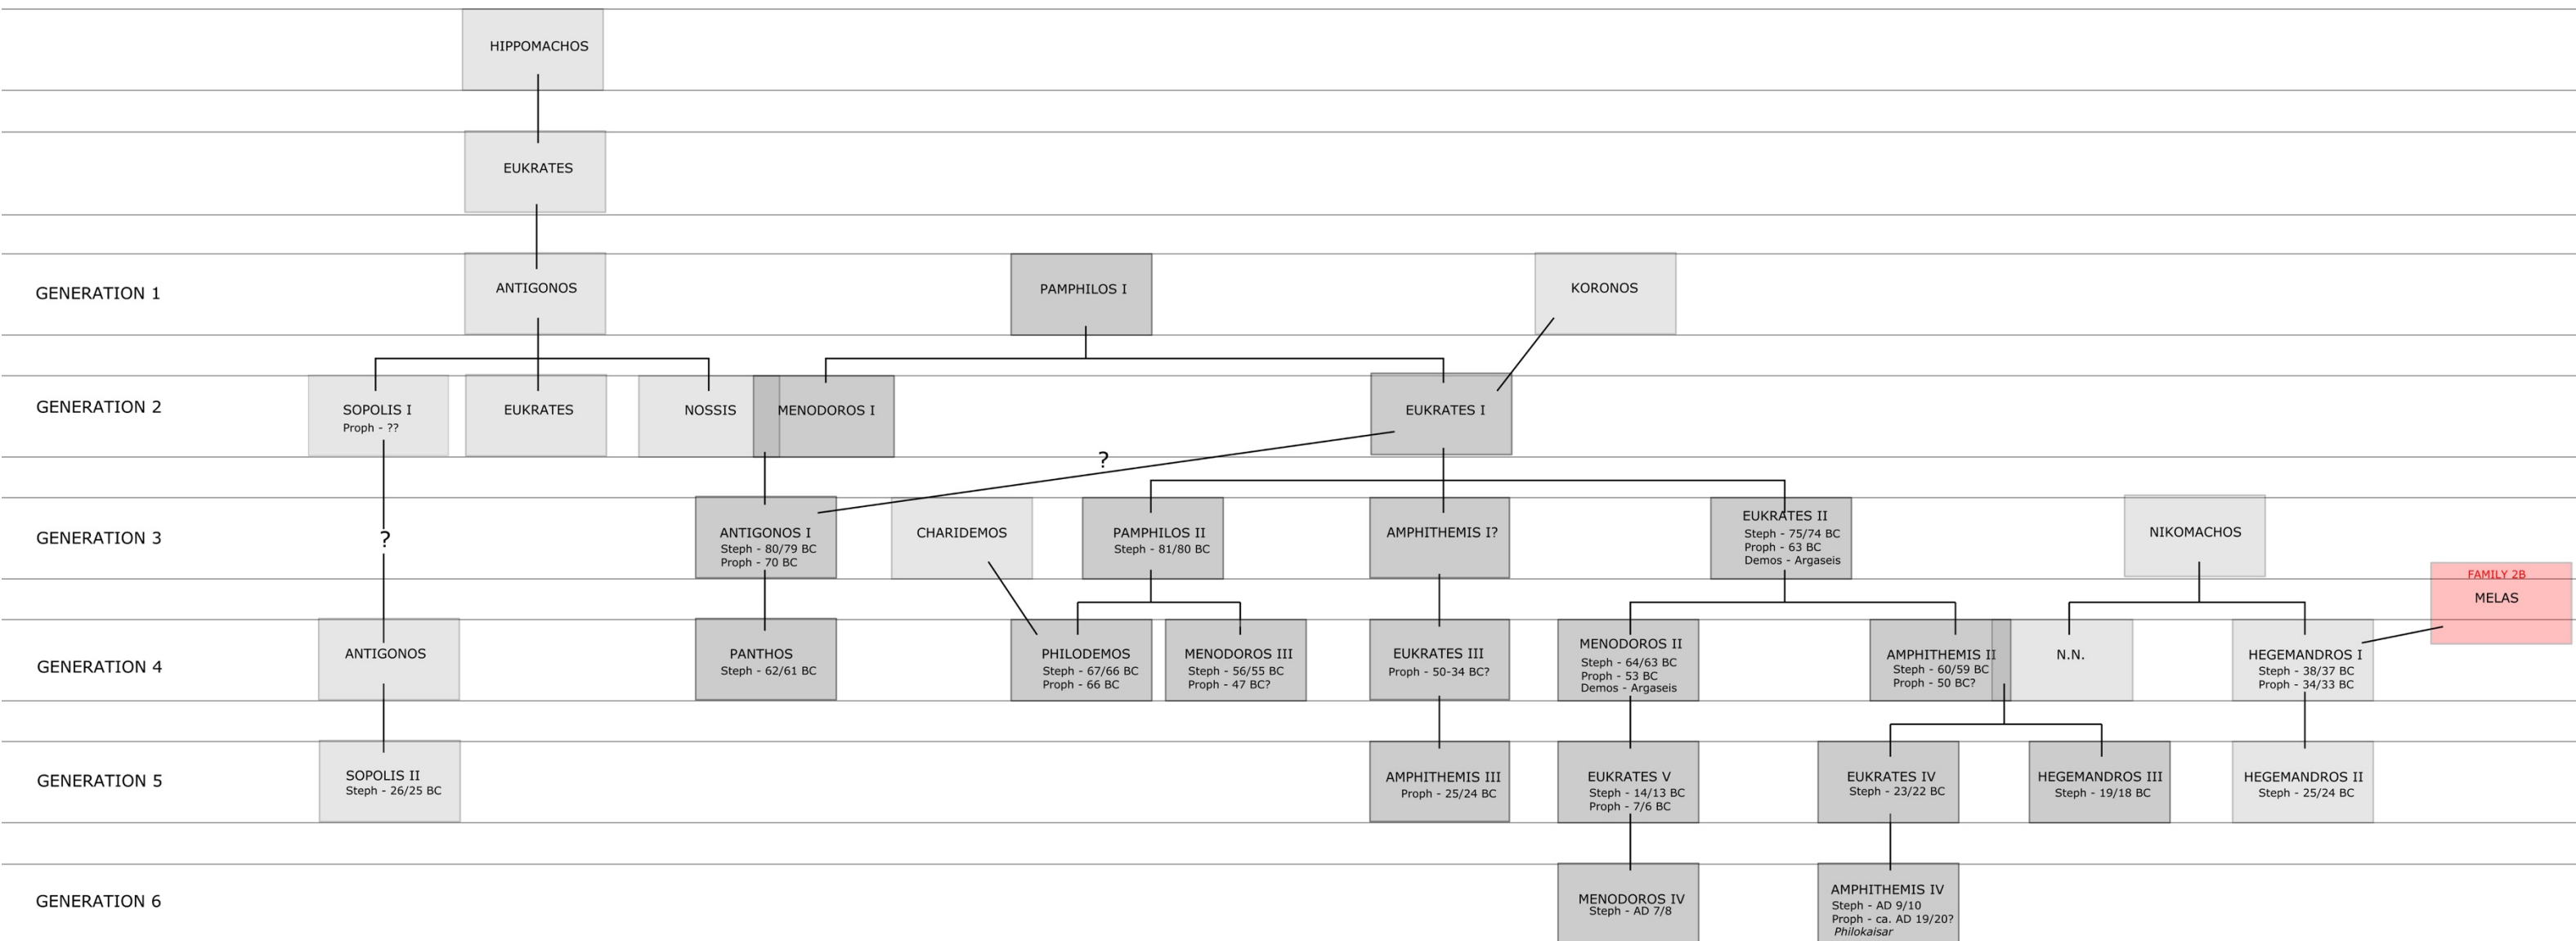 HIPPOMACHOS
EUKRATES
GENERATION 1
ANTIGONOS
PAMPHILOS I
KORONOS
GENERATION 2
SOPOLIS I
Proph - ??
EUKRATES
NOSSIS
MENODOROS I
EUKRATES I
?
GENERATION 3
?
ANTIGONOS I
Steph - 80/79 BC
Proph - 70 BC
CHARIDEMOS
PAMPHILOS II
Steph - 81/80 BC
AMPHITHEMIS I?
EUKRATES II
Steph - 75/74 BC
Proph - 63 BC
Demos - Argaseis
NIKOMACHOS
FAMILY 2B
MELAS
GENERATION 4
ANTIGONOS
PANTHOS
Steph - 62/61 BC
PHILODEMOS
Steph - 67/66 BC
Proph - 66 BC
MENODOROS III
Steph - 56/55 BC
Proph - 47 BC?
EUKRATES III
Proph - 50-34 BC?
MENODOROS II
Steph - 64/63 BC
Proph - 53 BC
Demos - Argaseis
AMPHITHEMIS II
Steph - 60/59 BC
Proph - 50 BC?
N.N.
HEGEMANDROS I
Steph - 38/37 BC
Proph - 34/33 BC
GENERATION 5
SOPOLIS II
Steph - 26/25 BC
AMPHITHEMIS III
Proph - 25/24 BC
EUKRATES V
Steph - 14/13 BC
Proph - 7/6 BC
EUKRATES IV
Steph - 23/22 BC
HEGEMANDROS III
Steph - 19/18 BC
HEGEMANDROS II
Steph - 25/24 BC
GENERATION 6
MENODOROS IV
Steph - AD 7/8
AMPHITHEMIS IV
Steph - AD 9/10
Proph - ca. AD 19/20?
Philokaisar